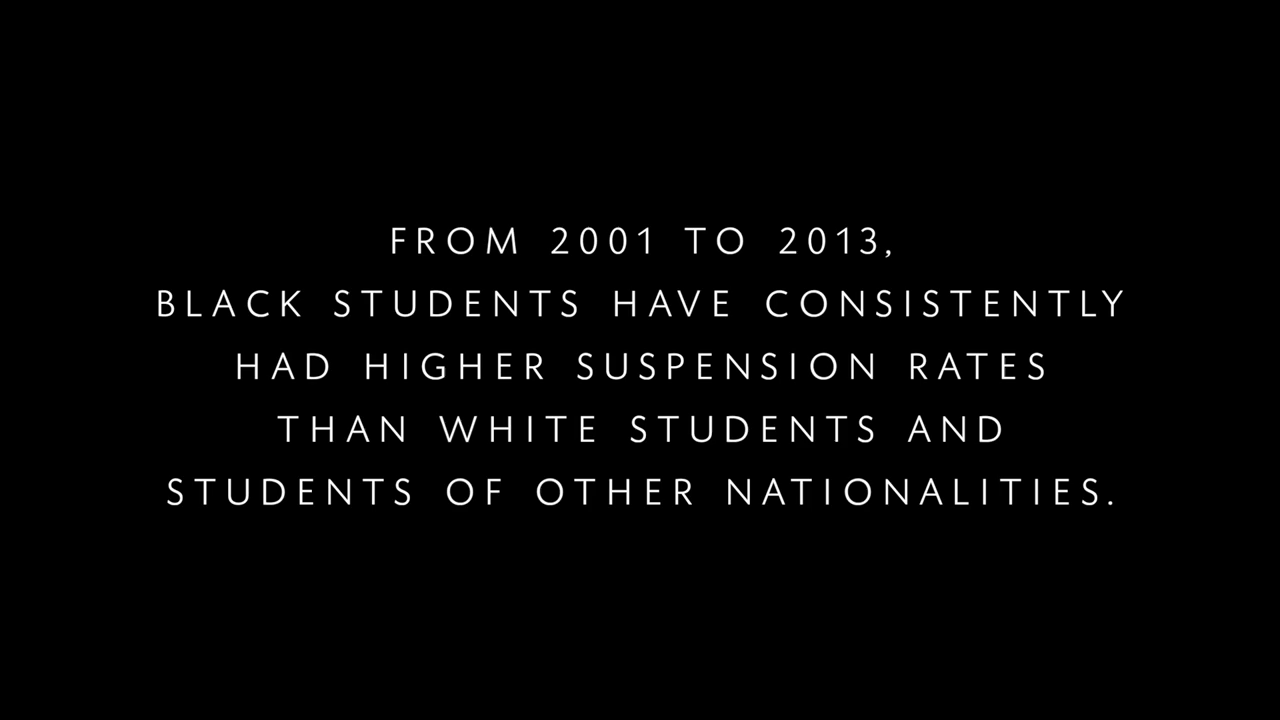 FROM 2001 TO 2013,
BLACK STUDENTS HAVE CONSISTENTLY
HAD HIGHER SUSPENSION RATES
THAN WHITE STUDENTS AND
STUDENTS OF OTHER NATIONALITIES.